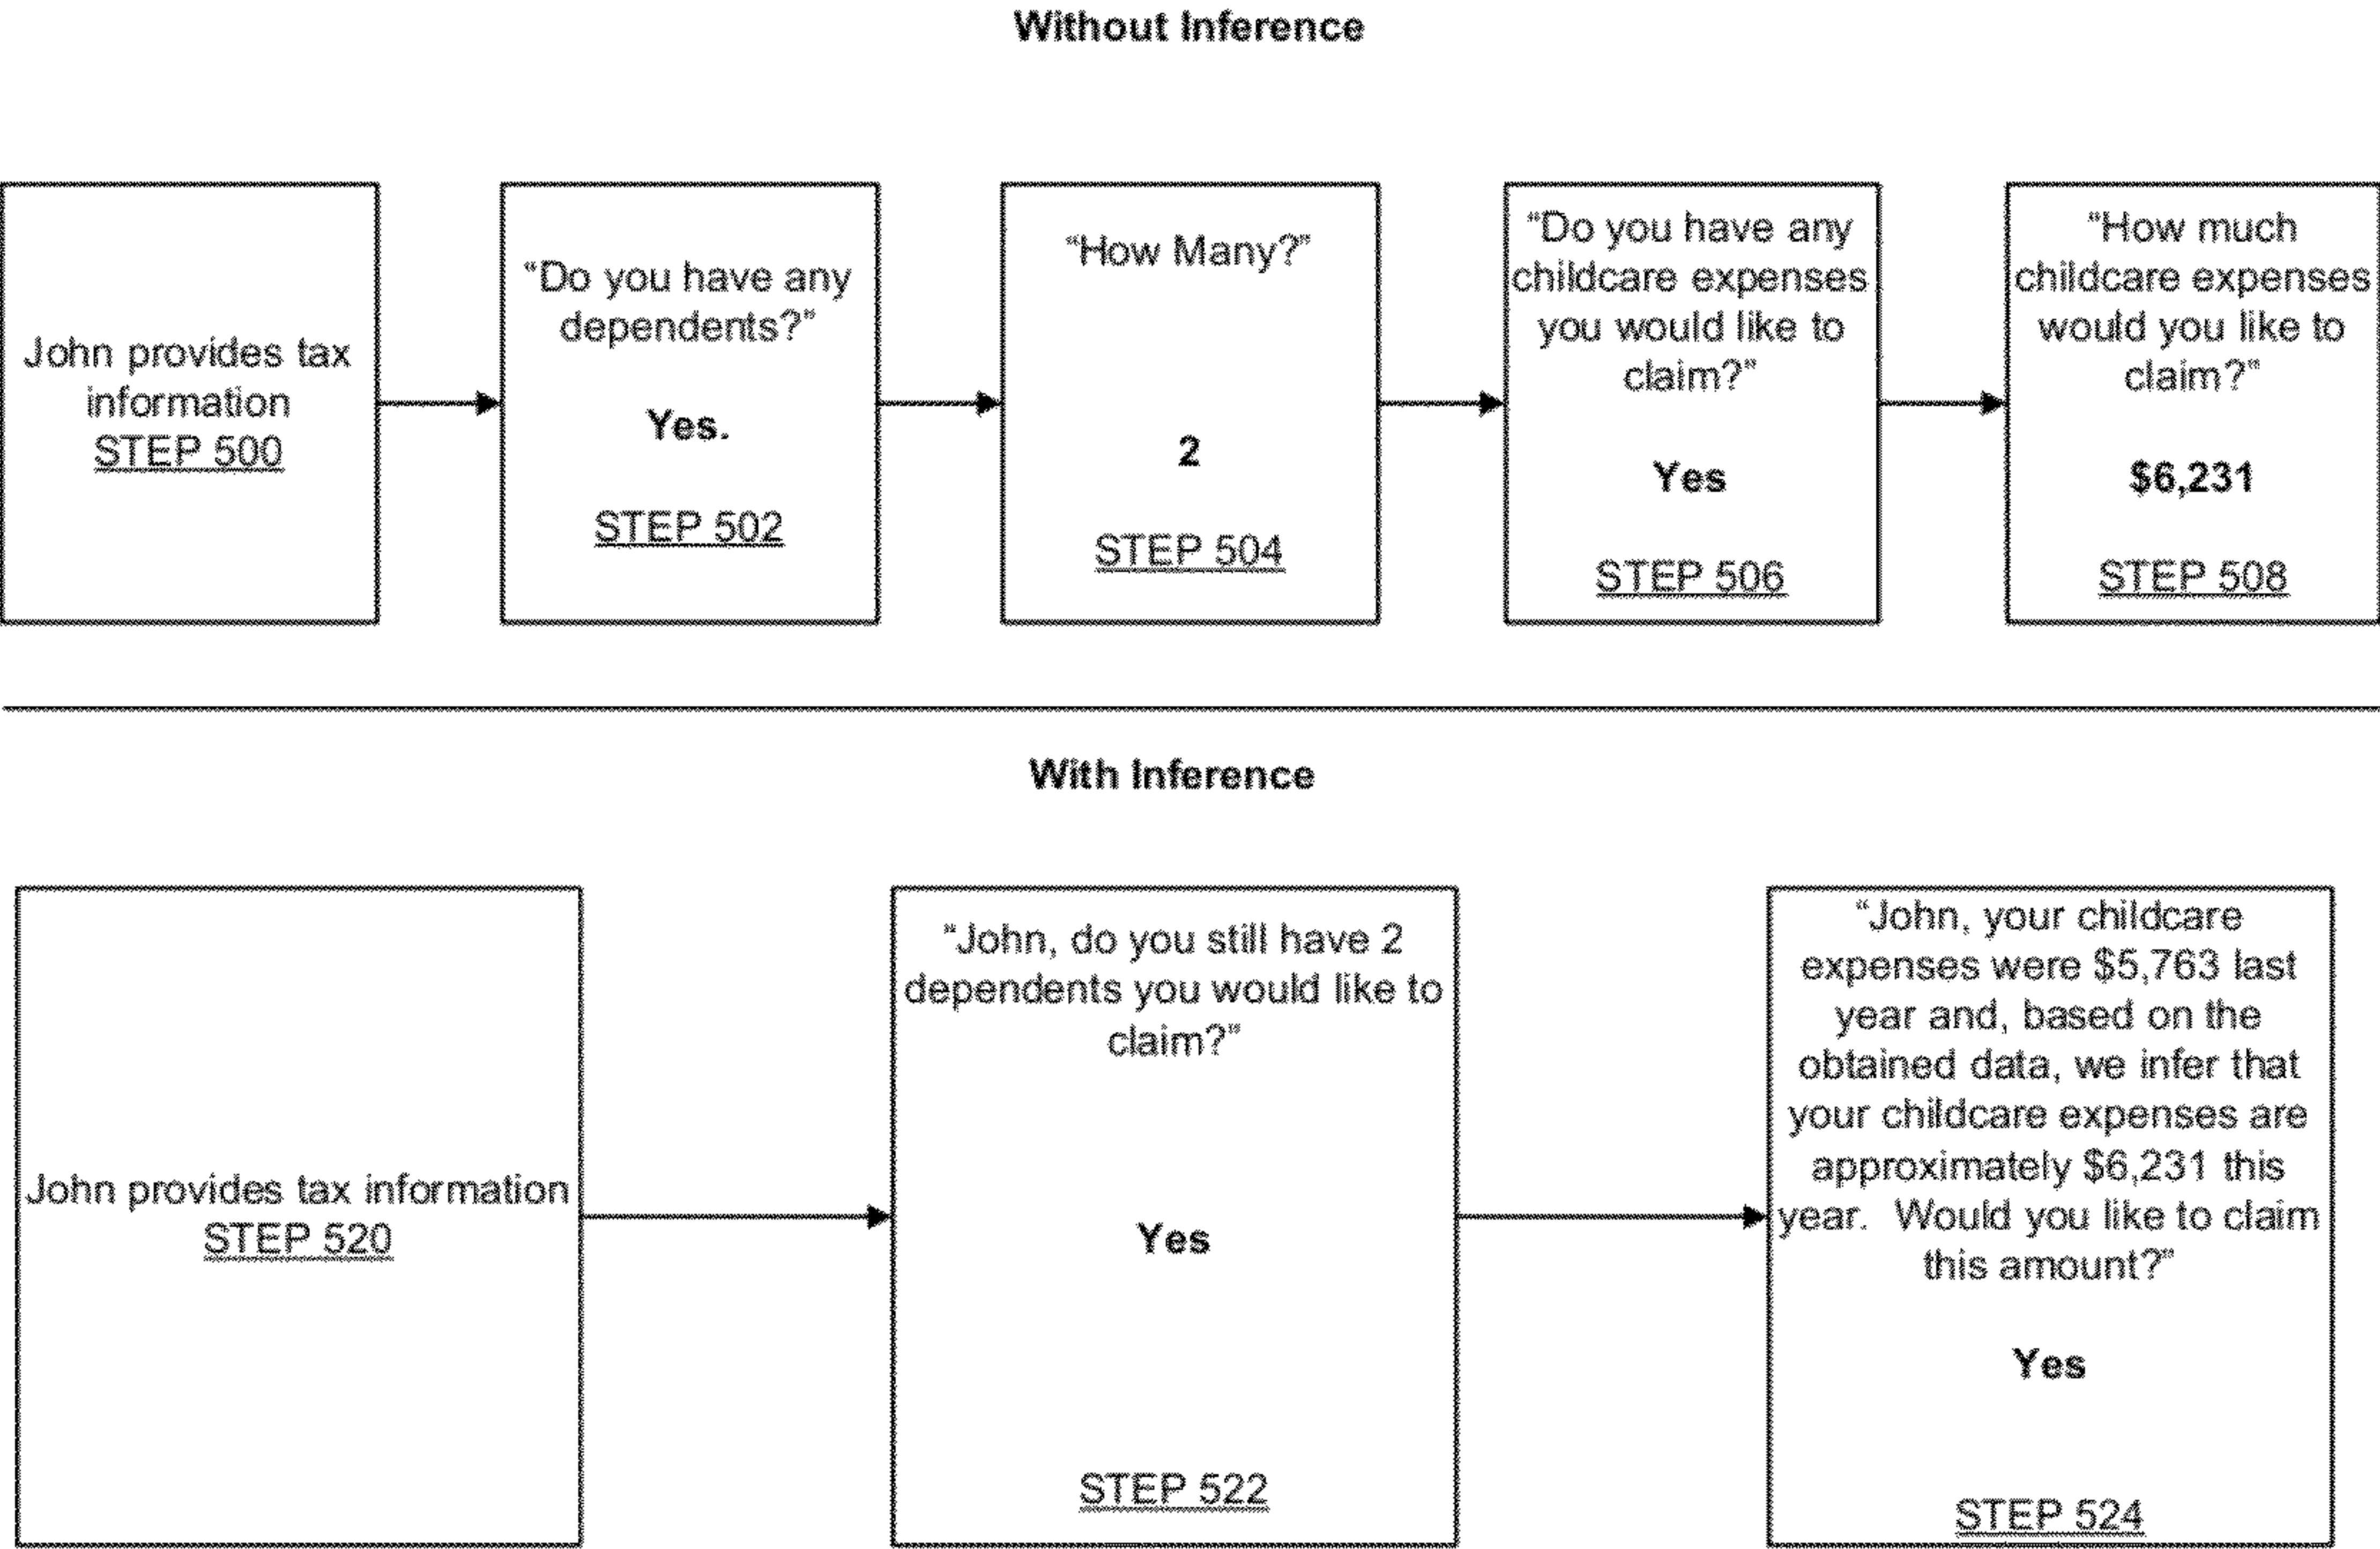 Without Inference
John provides tax
information
STEP 500
“Do you have any
dependents?”
Yes.
STEP 502
“How Many?”
2
STEP 504
“Do you have any
childcare expenses
you would like to
claim?”
Yes
STEP 506
“How much
childcare expenses
would you like to
claim?”
$6,231
STEP 508
With Inference
John provides tax information
STEP 520
“John, do you still have 2
dependents you would like to
claim?”
Yes
STEP 522
“John, your childcare
expenses were $5,763 last
year and, based on the
obtained data, we infer that
your childcare expenses are
approximately $6,231 this
year.  Would you like to claim
this amount?”
Yes
STEP 524